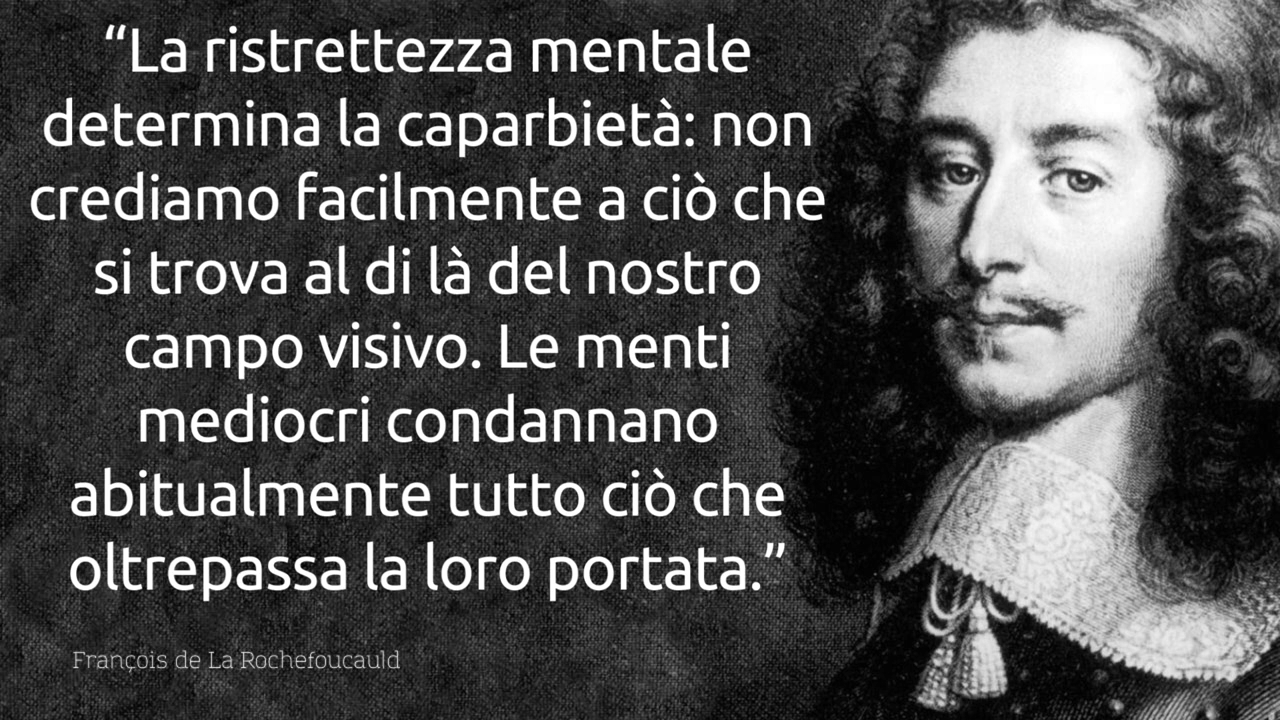 “La ristrettezza mentale
determina la caparbietà: non
crediamo facilmente a ciò che
si trova al di là del nostro
campo visivo. Le menti
mediocri condannano
abitualmente tutto ciò che
oltrepassa la loro portata.”
François de La Rochefoucauld